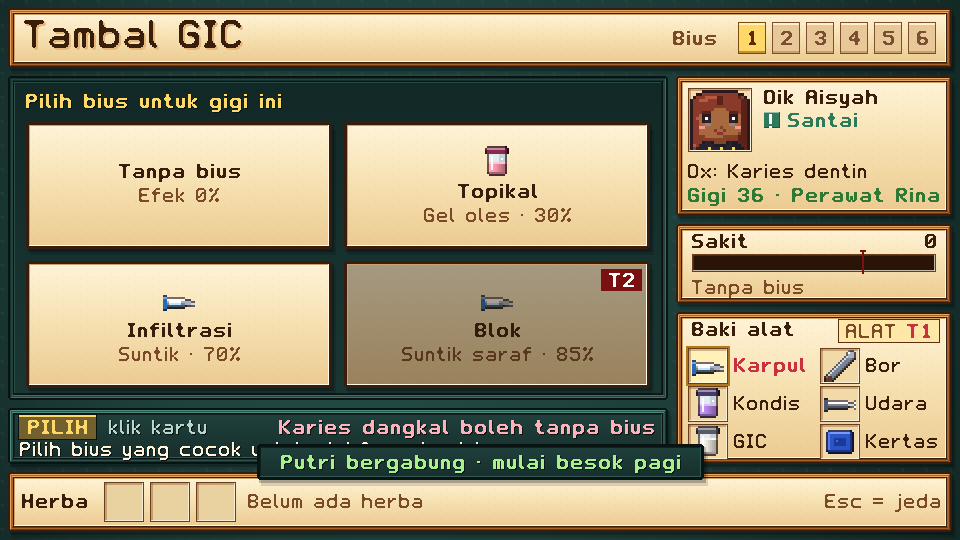 Tambal GIC
Bius 1 2 3 4 5 6
Pilih bius untuk gigi ini
Tanpa bius
Efek 0%
Topikal
Gel oles · 30%
Infiltrasi
Suntik · 70%
T2
Blok
Suntik saraf · 85%
PILIH klik kartu
Karies dangkal boleh tanpa bius
Pilih bius yang cocok
Putri bergabung · mulai besok pagi
Dik Aisyah
Santai
Dx: Karies dentin
Gigi 36 · Perawat Rina
Sakit 0
Tanpa bius
Baki alat
ALAT T1
Karpul
Bor
Kondis
Udara
GIC
Kertas
Herba
Belum ada herba
Esc = jeda